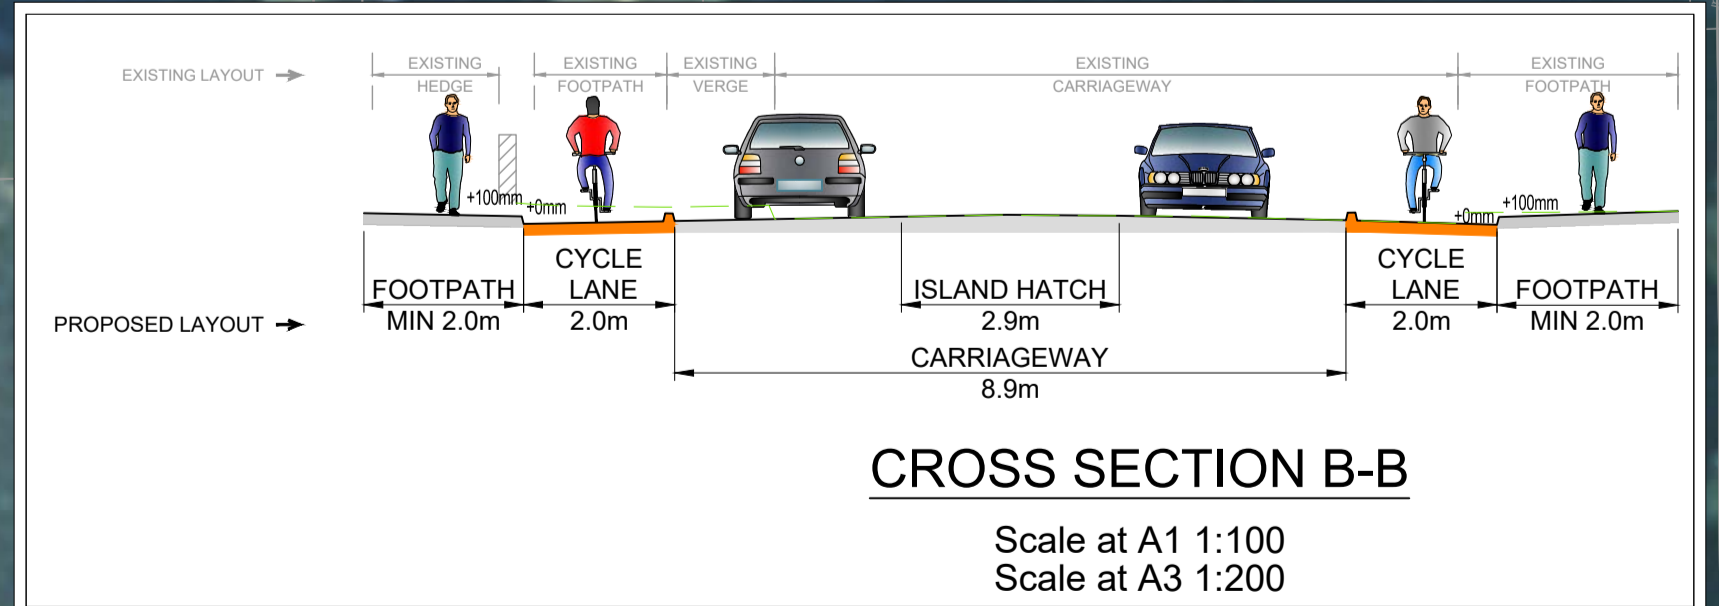 EXISTING LAYOUT
EXISTING
HEDGE
EXISTING
FOOTPATH
EXISTING
VERGE
EXISTING
CARRIAGEWAY
EXISTING
FOOTPATH
+100mm
+0mm
+0mm
+100mm
PROPOSED LAYOUT
FOOTPATH
MIN 2.0m
CYCLE
LANE
2.0m
ISLAND HATCH
2.9m
CARRIAGEWAY
8.9m
CYCLE
LANE
2.0m
FOOTPATH
MIN 2.0m
CROSS SECTION B-B
Scale at A1 1:100
Scale at A3 1:200